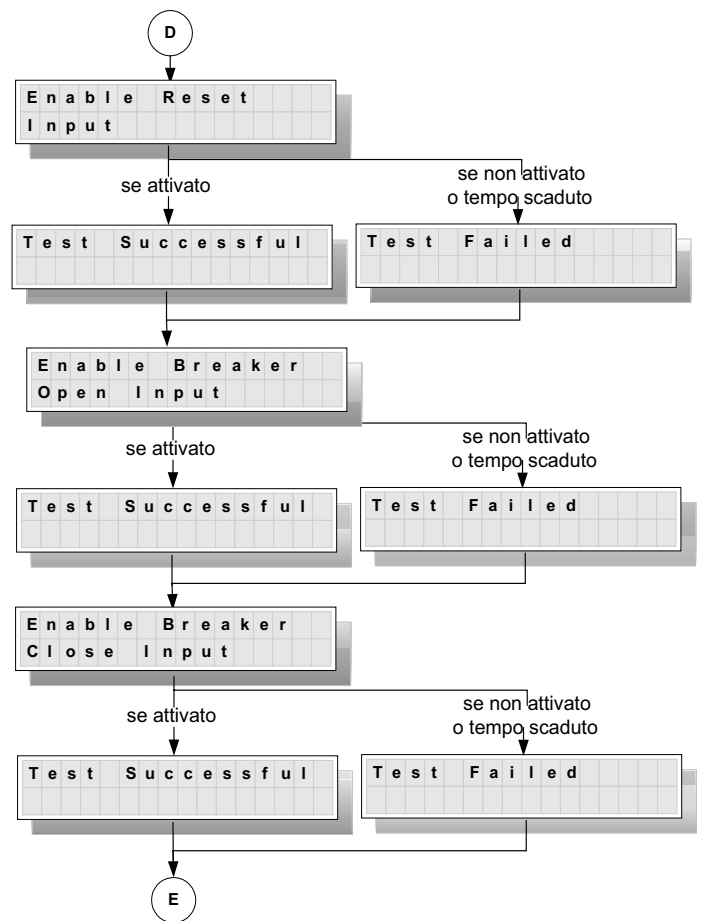 D
Enable Reset
Input
se attivato
se non attivato
o tempo scaduto
Test Successful
Test Failed
Enable Breaker
Open Input
se attivato
se non attivato
o tempo scaduto
Test Successful
Test Failed
Enable Breaker
Close Input
se attivato
se non attivato
o tempo scaduto
Test Successful
Test Failed
E